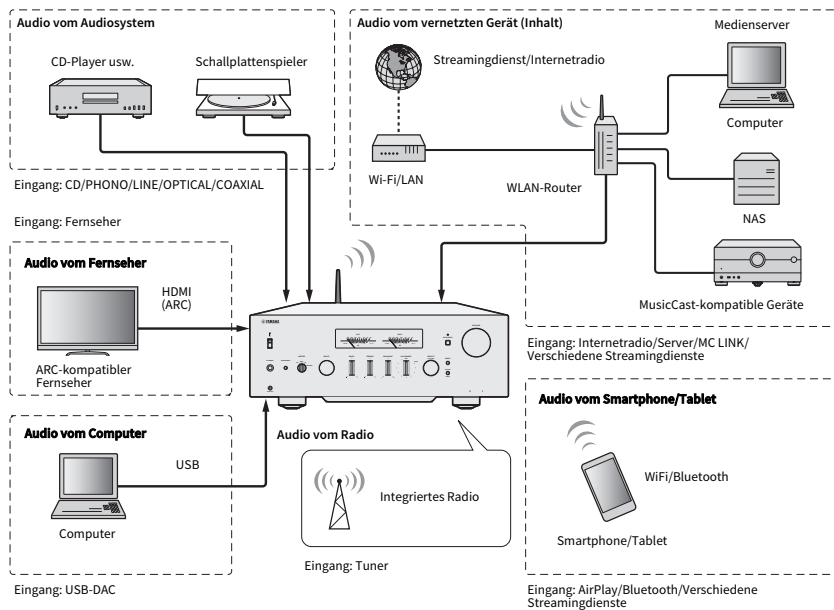 Audio vom Audiosystem
CD-Player usw.
Schallplattenspieler
Eingang: CD/PHONO/LINE/OPTICAL/COAXIAL
Audio vom vernetzten Gerät (Inhalt)
Streamingdienst/Internetradio
Wi-Fi/LAN
WLAN-Router
Medienserver
Computer
NAS
MusicCast-kompatible Geräte
Eingang: Internetradio/Server/MC LINK/
Verschiedene Streamingdienste
Eingang: Fernseher
Audio vom Fernseher
HDMI
(ARC)
ARC-kompatibler
Fernseher
YAMAHA
Audio vom Computer
USB
Computer
Eingang: USB-DAC
Audio vom Radio
Integriertes Radio
Eingang: Tuner
Audio vom Smartphone/Tablet
WiFi/Bluetooth
Smartphone/Tablet
Eingang: AirPlay/Bluetooth/Verschiedene
Streamingdienste